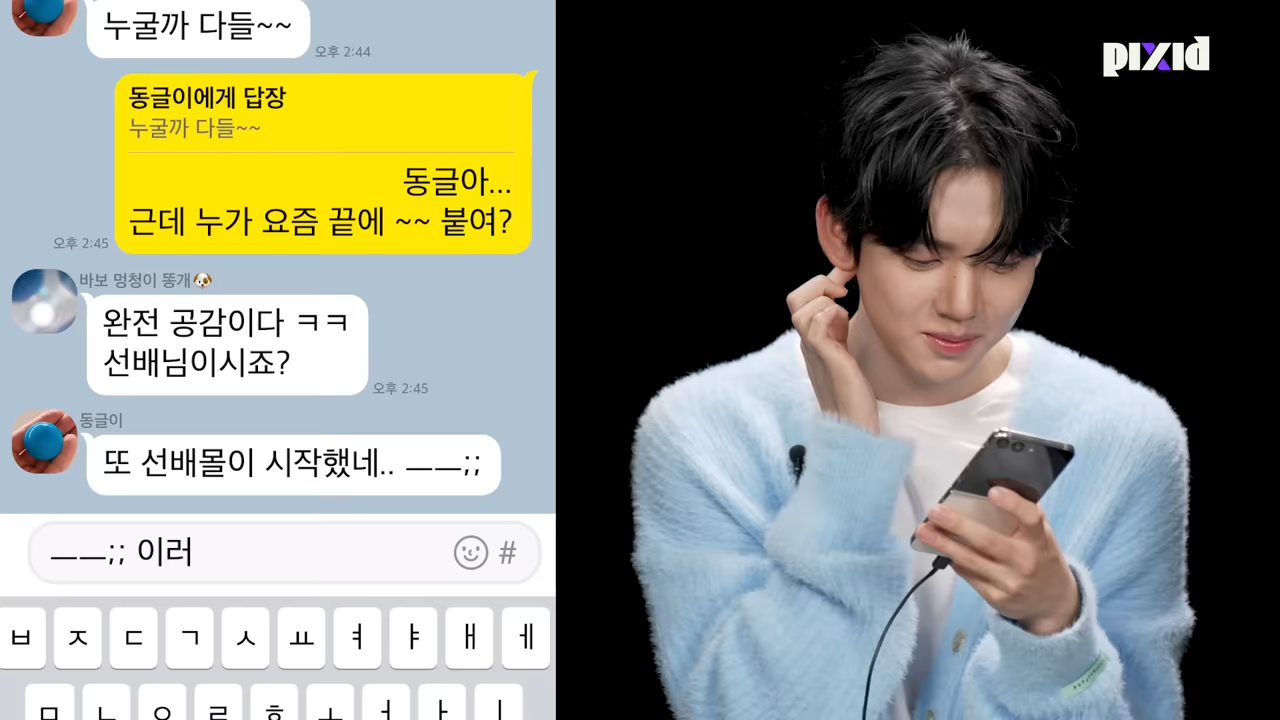 누굴까 다들~~
오후 2:44
동글이에게 답장
누굴까 다들~~
동글아...
근데 누가 요즘 끝에 ~~ 붙여?
오후 2:45
바보 멍청이 똥개🐶
완전 공감이다 ㅋㅋ
선배님이시죠?
오후 2:45
동글이
또 선배몰이 시작했네.. ㅡㅡ;;
ㅡㅡ;; 이러
#
ㅂ ㅈ ㄷ ㄱ ㅅ ㅛ ㅕ ㅑ ㅐ ㅔ
ㅁ ㄴ ㅇ ㄹ ㅎ ㅗ ㅓ ㅏ ㅣ
pixid